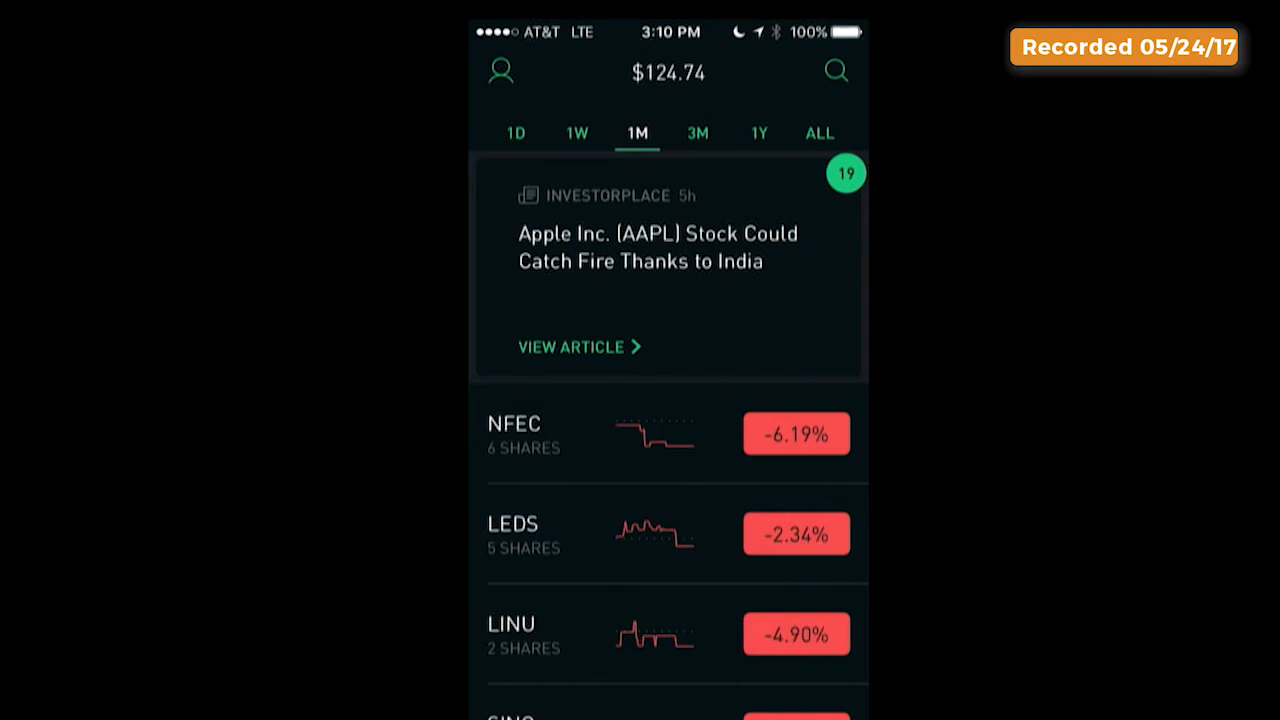 AT&T LTE 3:10 PM 100%
Recorded 05/24/17
$124.74
1D 1W 1M 3M 1Y ALL
19
INVESTORPLACE 5h
Apple Inc. (AAPL) Stock Could
Catch Fire Thanks to India
VIEW ARTICLE
NFEC
6 SHARES
-6.19%
LEDS
5 SHARES
-2.34%
LINU
2 SHARES
-4.90%